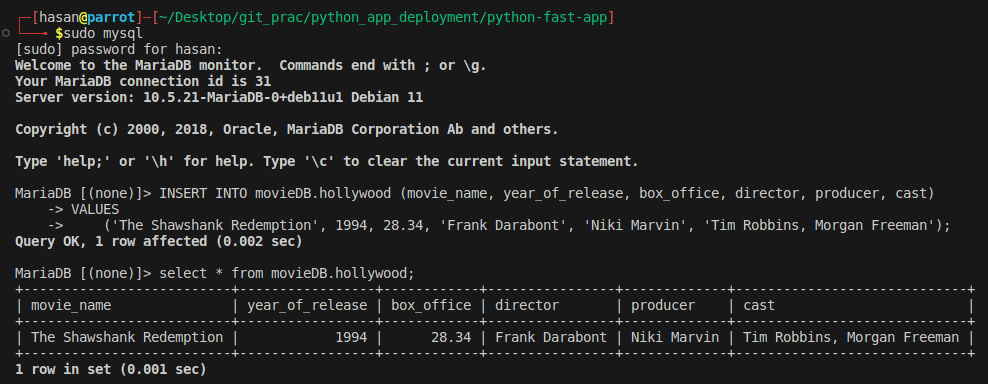 ┌─[hasan@parrot]─[~/Desktop/git_prac/python_app_deployment/python-fast-app]
└──╼ $sudo mysql
[sudo] password for hasan:
Welcome to the MariaDB monitor.  Commands end with ; or \g.
Your MariaDB connection id is 31
Server version: 10.5.21-MariaDB-0+deb11u1 Debian 11

Copyright (c) 2000, 2018, Oracle, MariaDB Corporation Ab and others.

Type 'help;' or '\h' for help. Type '\c' to clear the current input statement.

MariaDB [(none)]> INSERT INTO movieDB.hollywood (movie_name, year_of_release, box_office, director, producer, cast)
    -> VALUES
    ->     ('The Shawshank Redemption', 1994, 28.34, 'Frank Darabont', 'Niki Marvin', 'Tim Robbins, Morgan Freeman');
Query OK, 1 row affected (0.002 sec)

MariaDB [(none)]> select * from movieDB.hollywood;
+--------------------------+-----------------+------------+----------------+-------------+-----------------------------+
| movie_name               | year_of_release | box_office | director       | producer    | cast                        |
+--------------------------+-----------------+------------+----------------+-------------+-----------------------------+
| The Shawshank Redemption |            1994 |      28.34 | Frank Darabont | Niki Marvin | Tim Robbins, Morgan Freeman |
+--------------------------+-----------------+------------+----------------+-------------+-----------------------------+
1 row in set (0.001 sec)